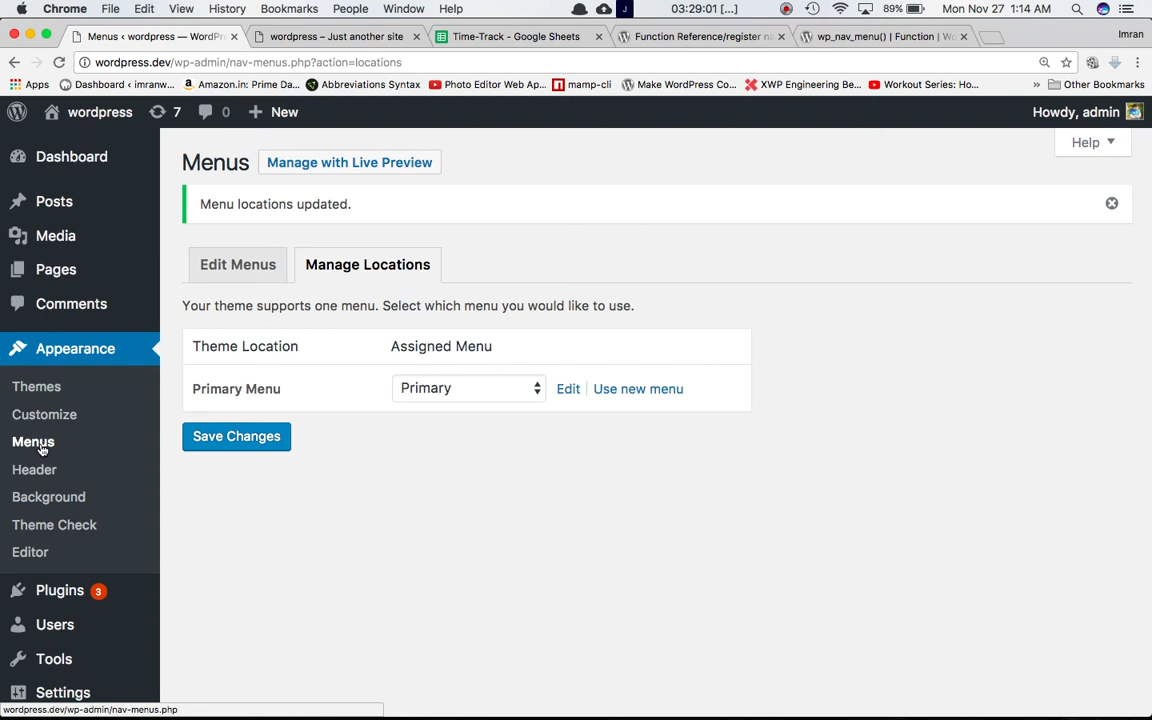 Chrome File Edit View History Bookmarks People Window Help 03:29:01 [...] 89% Mon Nov 27 1:14 AM
Menus < wordpress — WordPr wordpress – Just another site Time-Track - Google Sheets Function Reference/register na wp_nav_menu() | Function | Wo Imran
wordpress.dev/wp-admin/nav-menus.php?action=locations
Apps Dashboard ‹ imranw... Amazon.in: Prime Da... Abbreviations Syntax Photo Editor Web Ap... mamp-cli Make WordPress Co... XWP Engineering Be... Workout Series: Ho... » Other Bookmarks
wordpress 7 0 + New Howdy, admin
Help
Menus Manage with Live Preview
Menu locations updated.
Edit Menus Manage Locations
Your theme supports one menu. Select which menu you would like to use.
Theme Location Assigned Menu
Primary Menu Primary Edit Use new menu
Save Changes
Dashboard
Posts
Media
Pages
Comments
Appearance
Themes
Customize
Menus
Header
Background
Theme Check
Editor
Plugins 3
Users
Tools
Settings
wordpress.dev/wp-admin/nav-menus.php